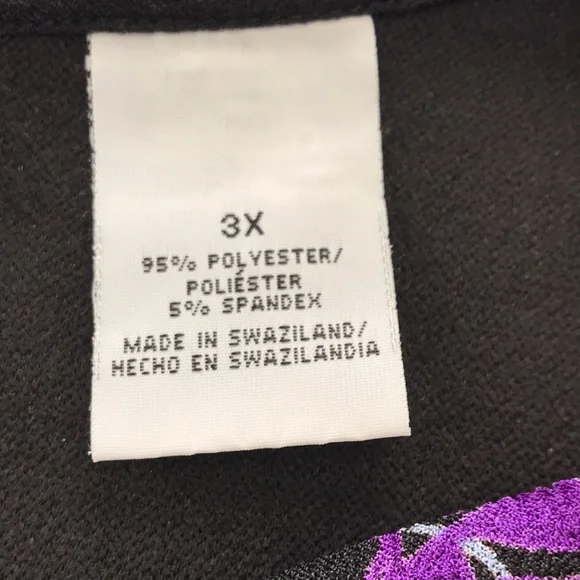 3X
95% POLYESTER/
POLIÉSTER
5% SPANDEX
MADE IN SWAZILAND/
HECHO EN SWAZILANDIA